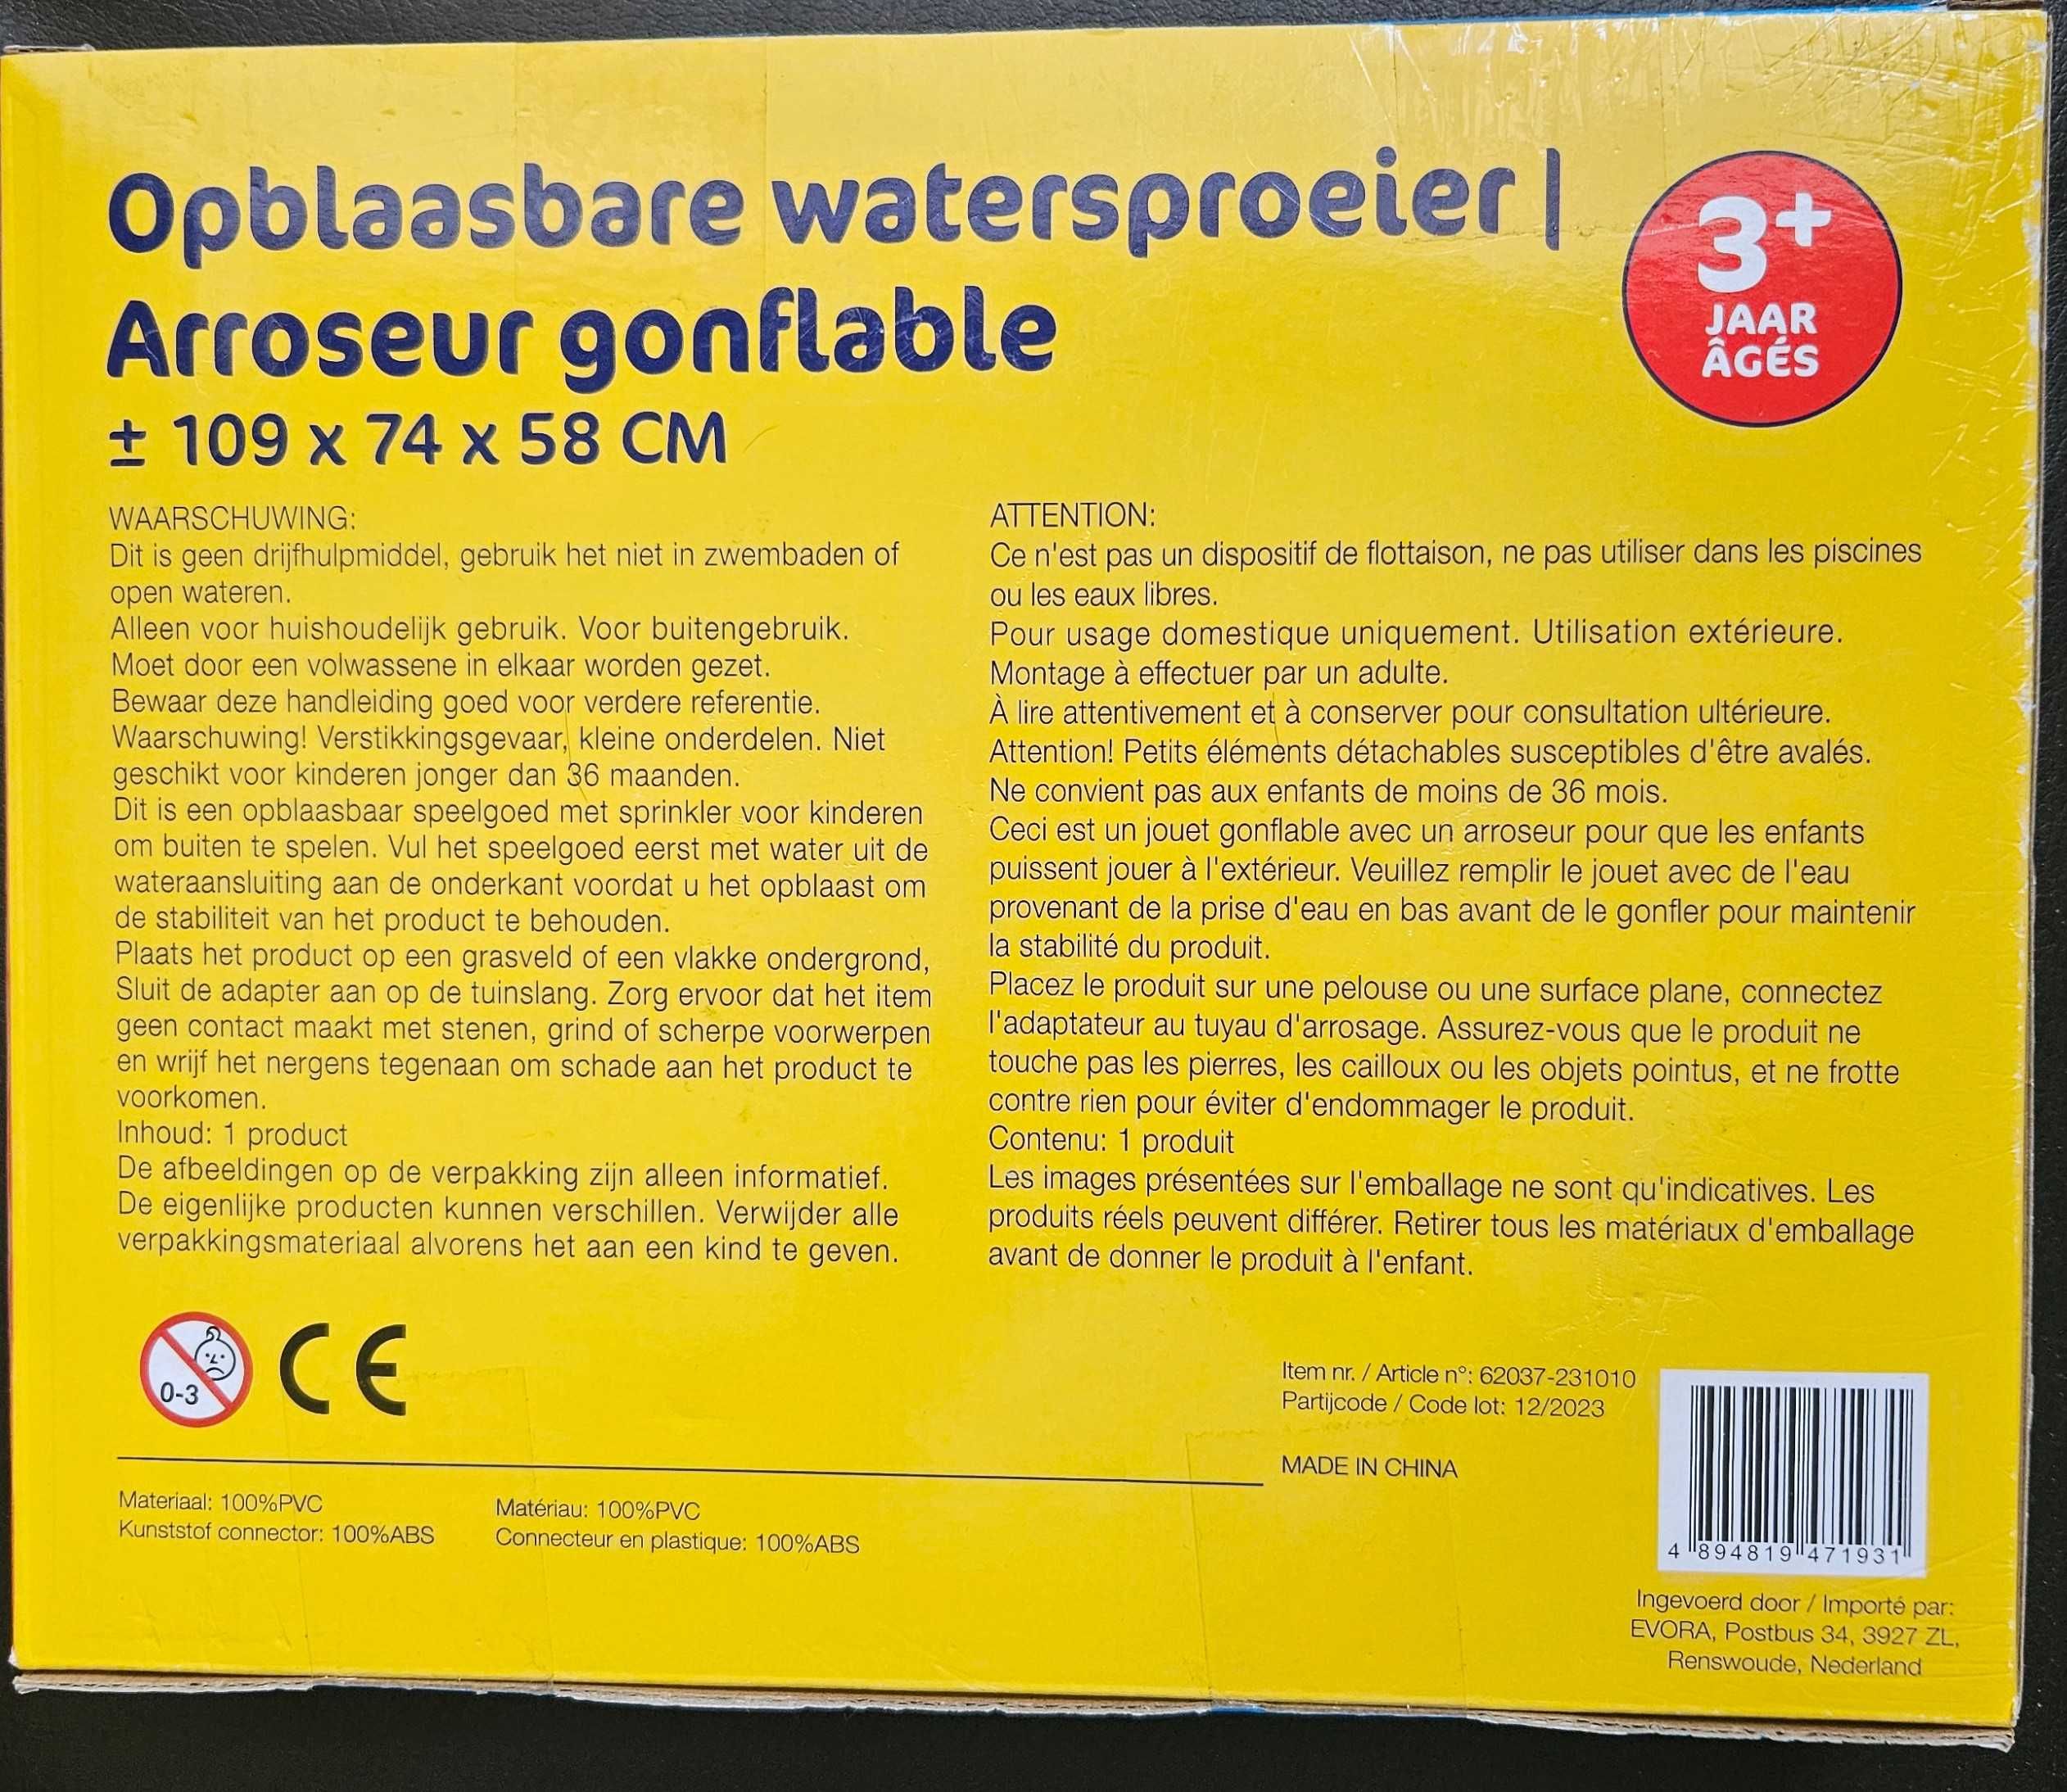 Opblaasbare watersproeier |
Arroseur gonflable
± 109 x 74 x 58 CM
3+
JAAR
ÂGÉS
WAARSCHUWING:
Dit is geen drijfhulpmiddel, gebruik het niet in zwembaden of
open wateren.
Alleen voor huishoudelijk gebruik. Voor buitengebruik.
Moet door een volwassene in elkaar worden gezet.
Bewaar deze handleiding goed voor verdere referentie.
Waarschuwing! Verstikkingsgevaar, kleine onderdelen. Niet
geschikt voor kinderen jonger dan 36 maanden.
Dit is een opblaasbaar speelgoed met sprinkler voor kinderen
om buiten te spelen. Vul het speelgoed eerst met water uit de
wateraansluiting aan de onderkant voordat u het opblaast om
de stabiliteit van het product te behouden.
Plaats het product op een grasveld of een vlakke ondergrond,
Sluit de adapter aan op de tuinslang. Zorg ervoor dat het item
geen contact maakt met stenen, grind of scherpe voorwerpen
en wrijf het nergens tegenaan om schade aan het product te
voorkomen.
Inhoud: 1 product
De afbeeldingen op de verpakking zijn alleen informatief.
De eigenlijke producten kunnen verschillen. Verwijder alle
verpakkingsmateriaal alvorens het aan een kind te geven.
ATTENTION:
Ce n'est pas un dispositif de flottaison, ne pas utiliser dans les piscines
ou les eaux libres.
Pour usage domestique uniquement. Utilisation extérieure.
Montage à effectuer par un adulte.
À lire attentivement et à conserver pour consultation ultérieure.
Attention! Petits éléments détachables susceptibles d'être avalés.
Ne convient pas aux enfants de moins de 36 mois.
Ceci est un jouet gonflable avec un arroseur pour que les enfants
puissent jouer à l'extérieur. Veuillez remplir le jouet avec de l'eau
provenant de la prise d'eau en bas avant de le gonfler pour maintenir
la stabilité du produit.
Placez le produit sur une pelouse ou une surface plane, connectez
l'adaptateur au tuyau d'arrosage. Assurez-vous que le produit ne
touche pas les pierres, les cailloux ou les objets pointus, et ne frotte
contre rien pour éviter d'endommager le produit.
Contenu: 1 produit
Les images présentées sur l'emballage ne sont qu'indicatives. Les
produits réels peuvent différer. Retirer tous les matériaux d'emballage
avant de donner le produit à l'enfant.
0-3
CE
Item nr. / Article n°: 62037-231010
Partijcode / Code lot: 12/2023
MADE IN CHINA
Materiaal: 100%PVC
Kunststof connector: 100%ABS
Matériau: 100%PVC
Connecteur en plastique: 100%ABS
4 894819 471931
Ingevoerd door / Importé par:
EVORA, Postbus 34, 3927 ZL,
Renswoude, Nederland